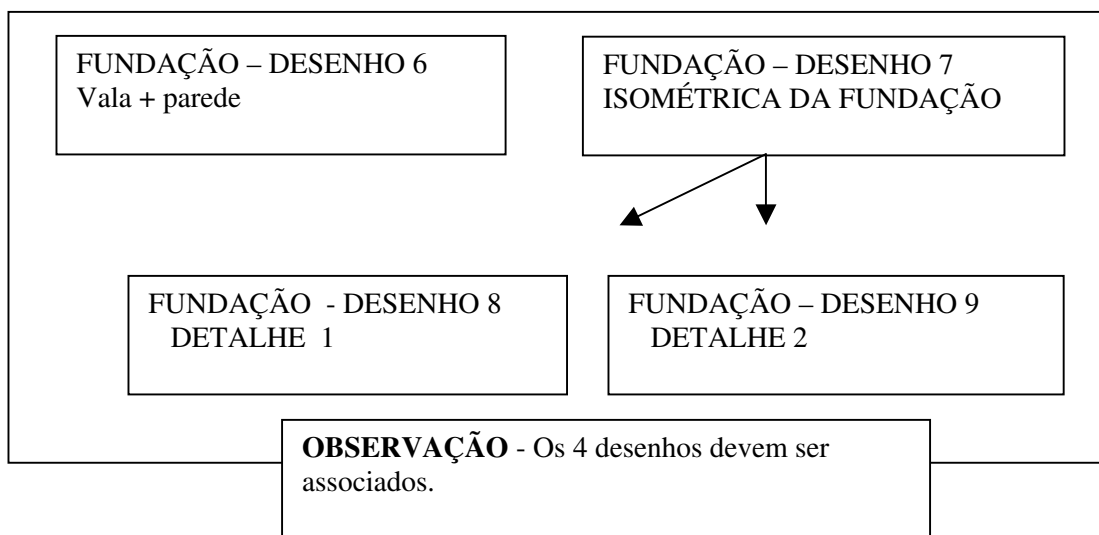 FUNDAÇÃO – DESENHO 6
Vala + parede
FUNDAÇÃO – DESENHO 7
ISOMÉTRICA DA FUNDAÇÃO
FUNDAÇÃO - DESENHO 8
DETALHE 1
FUNDAÇÃO – DESENHO 9
DETALHE 2
OBSERVAÇÃO - Os 4 desenhos devem ser
associados.